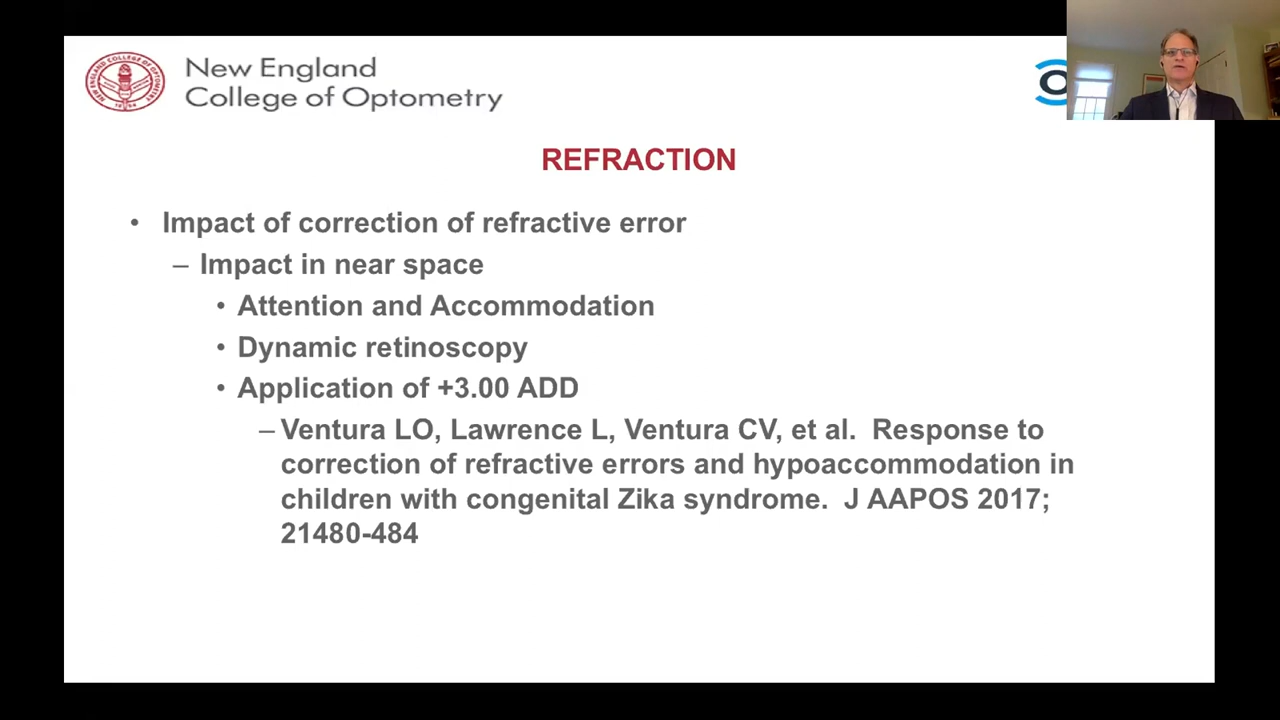 New England
College of Optometry
REFRACTION
• Impact of correction of refractive error
– Impact in near space
• Attention and Accommodation
• Dynamic retinoscopy
• Application of +3.00 ADD
– Ventura LO, Lawrence L, Ventura CV, et al. Response to
correction of refractive errors and hypoaccommodation in
children with congenital Zika syndrome. J AAPOS 2017;
21480-484